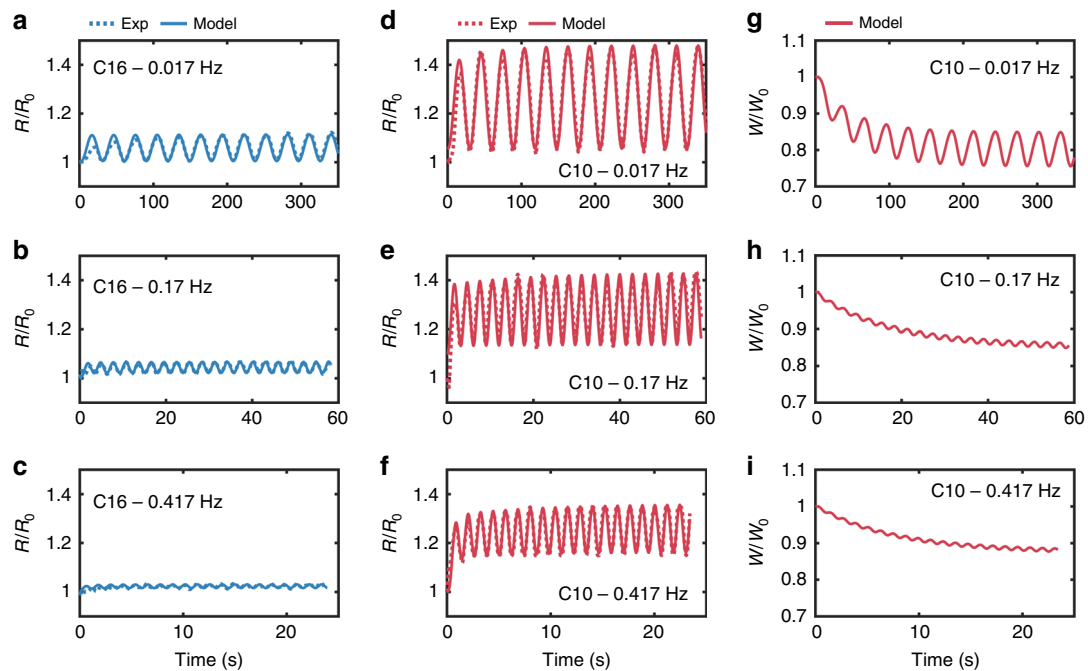 a
Exp Model
C16 – 0.017 Hz
R/R0
1.4
1.2
1
0 100 200 300
b
C16 – 0.17 Hz
R/R0
1.4
1.2
1
0 20 40 60
c
C16 – 0.417 Hz
R/R0
1.4
1.2
1
0 10 20
Time (s)
d
Exp Model
R/R0
1.4
1.2
1
C10 – 0.017 Hz
0 100 200 300
e
R/R0
1.4
1.2
1
C10 – 0.17 Hz
0 20 40 60
f
R/R0
1.4
1.2
1
C10 – 0.417 Hz
0 10 20
Time (s)
g
Model
C10 – 0.017 Hz
W/W0
1.1
1
0.9
0.8
0.7
0 100 200 300
h
C10 – 0.17 Hz
W/W0
1.1
1
0.9
0.8
0.7
0 20 40 60
i
C10 – 0.417 Hz
W/W0
1.1
1
0.9
0.8
0.7
0 10 20
Time (s)